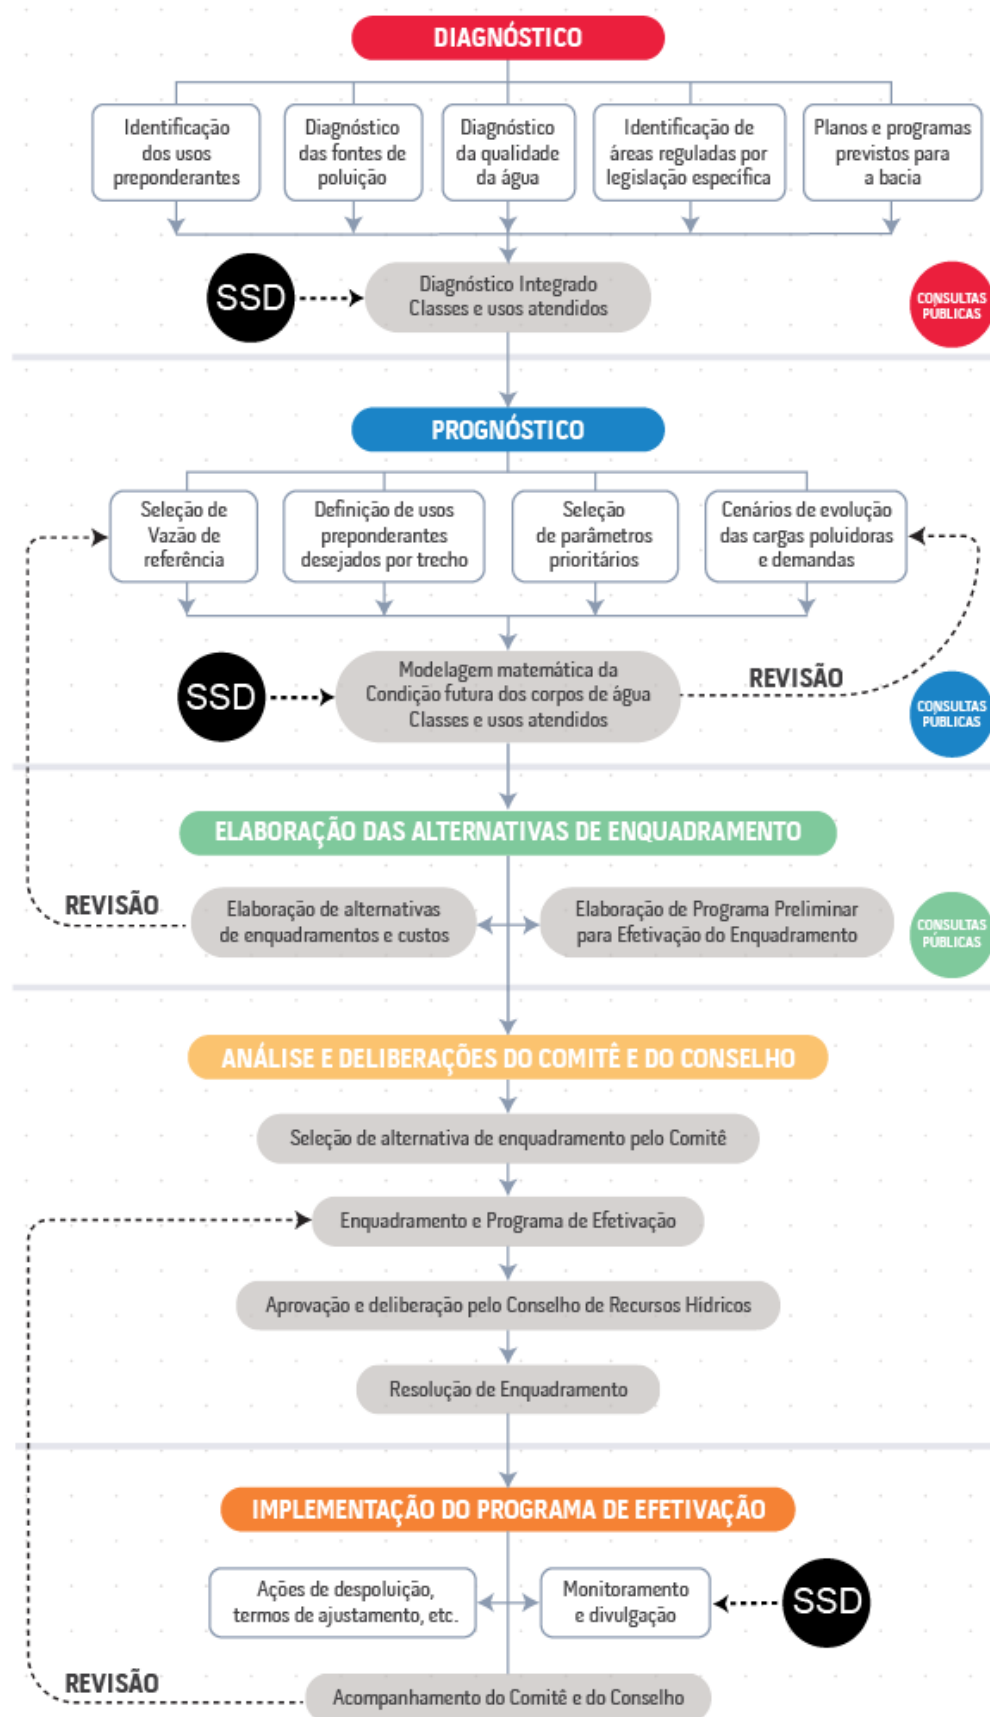 DIAGNÓSTICO
Identificação
dos usos
preponderantes
Diagnóstico
das fontes de
poluição
Diagnóstico
da qualidade
da água
Identificação de
áreas reguladas por
legislação específica
Planos e programas
previstos para
a bacia
SSD
Diagnóstico Integrado
Classes e usos atendidos
CONSULTAS
PÚBLICAS
PROGNÓSTICO
Seleção de
Vazão de
referência
Definição de usos
preponderantes
desejados por trecho
Seleção
de parâmetros
prioritários
Cenários de evolução
das cargas poluidoras
e demandas
SSD
Modelagem matemática da
Condição futura dos corpos de água
Classes e usos atendidos
REVISÃO
CONSULTAS
PÚBLICAS
ELABORAÇÃO DAS ALTERNATIVAS DE ENQUADRAMENTO
REVISÃO
Elaboração de alternativas
de enquadramentos e custos
Elaboração de Programa Preliminar
para Efetivação do Enquadramento
CONSULTAS
PÚBLICAS
ANÁLISE E DELIBERAÇÕES DO COMITÊ E DO CONSELHO
Seleção de alternativa de enquadramento pelo Comitê
Enquadramento e Programa de Efetivação
Aprovação e deliberação pelo Conselho de Recursos Hídricos
Resolução de Enquadramento
IMPLEMENTAÇÃO DO PROGRAMA DE EFETIVAÇÃO
Ações de despoluição,
termos de ajustamento, etc.
Monitoramento
e divulgação
SSD
REVISÃO
Acompanhamento do Comitê e do Conselho